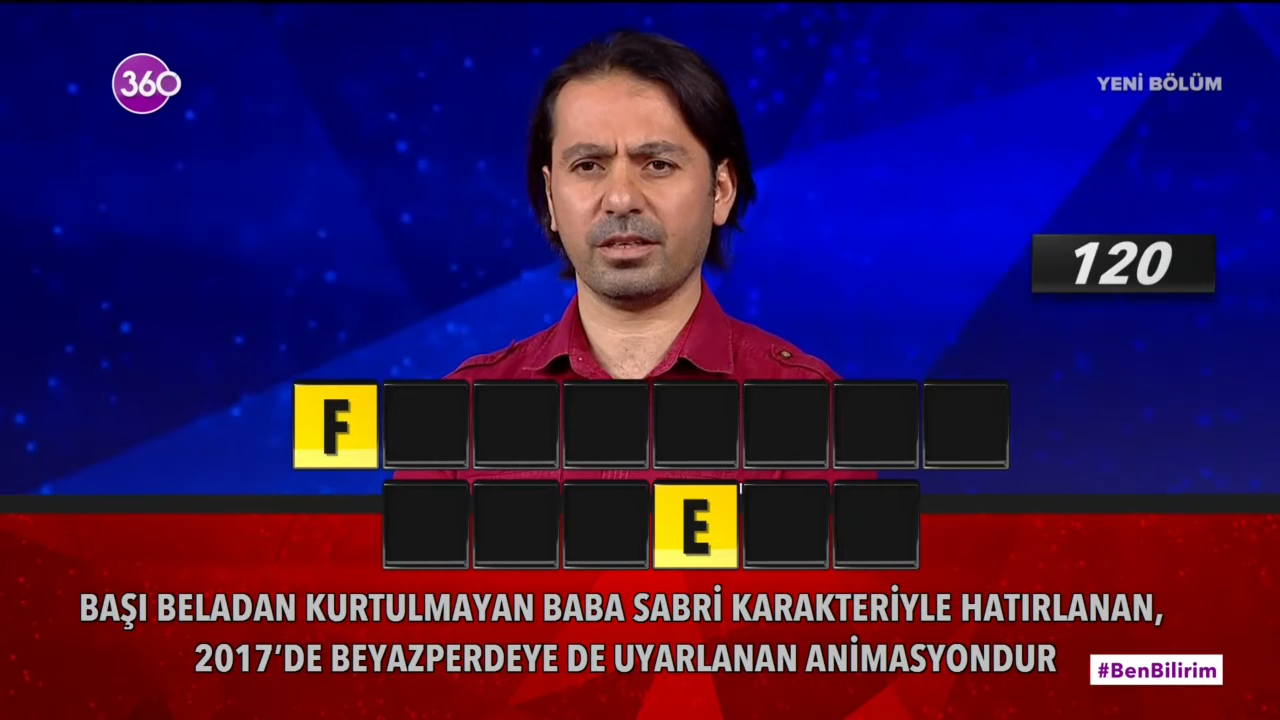 360
YENİ BÖLÜM
120
F
E
BAŞI BELADAN KURTULMAYAN BABA SABRİ KARAKTERİYLE HATIRLANAN,
2017'DE BEYAZPERDEYE DE UYARLANAN ANİMASYONDUR
#BenBilirim